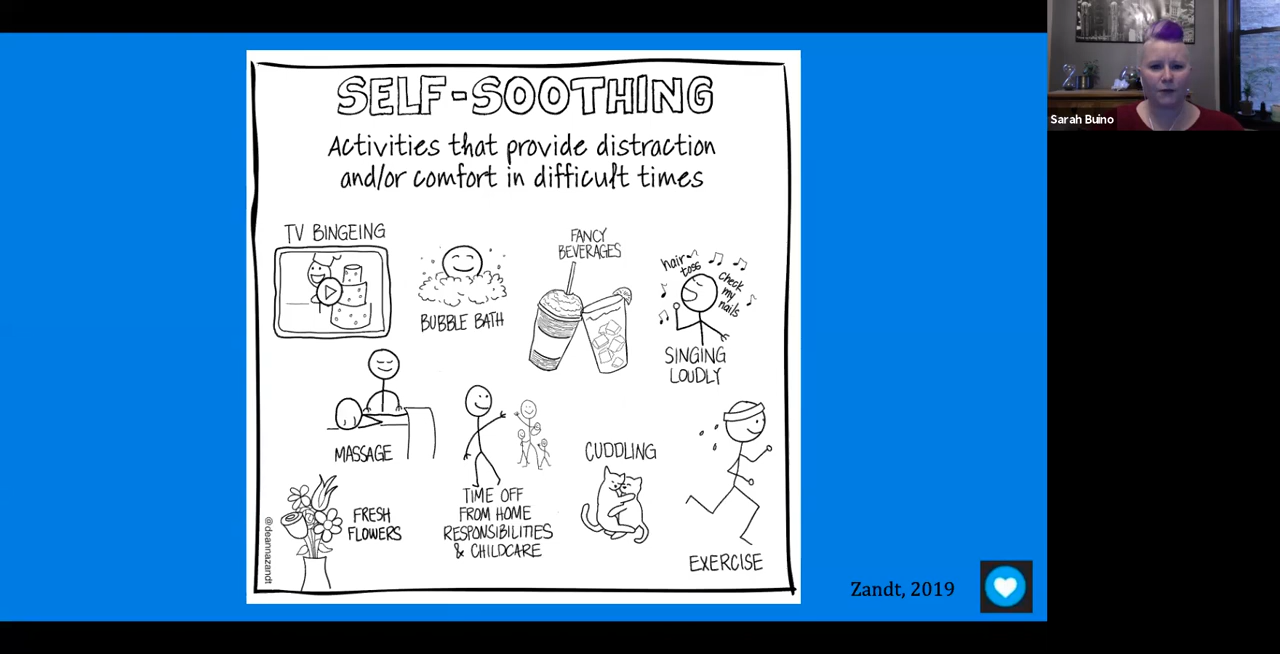 SELF-SOOTHING
Activities that provide distraction
and/or comfort in difficult times
TV BINGEING
BUBBLE BATH
FANCY
BEVERAGES
hair
toss
check
my
nails
SINGING
LOUDLY
MASSAGE
TIME OFF
FROM HOME
RESPONSIBILITIES
& CHILDCARE
CUDDLING
EXERCISE
FRESH
FLOWERS
@deannazandt
Zandt, 2019
Sarah Buino